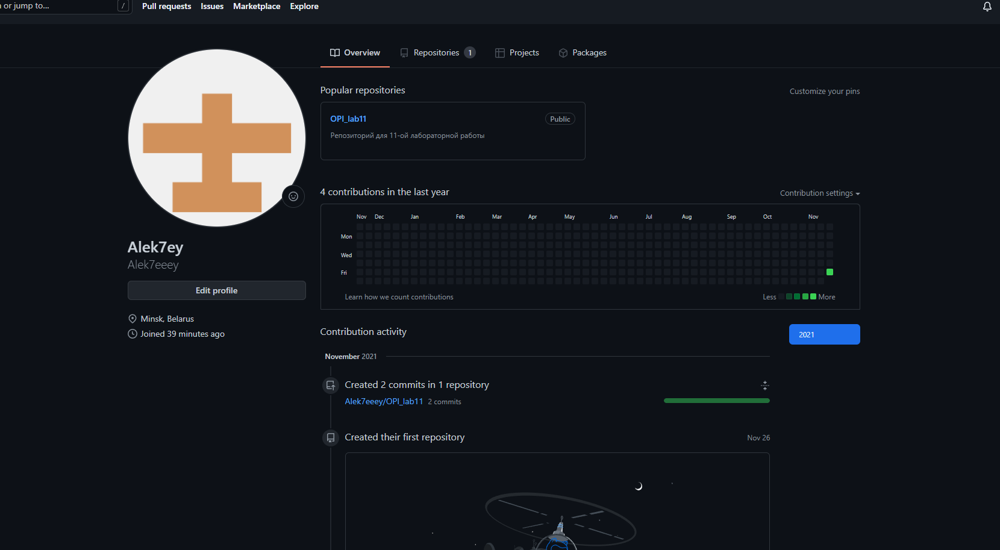 or jump to... /
Pull requests Issues Marketplace Explore
Overview Repositories 1 Projects Packages
Popular repositories
Customize your pins
OPI_lab11 Public
Репозиторий для 11-ой лабораторной работы
4 contributions in the last year
Contribution settings
Nov Dec Jan Feb Mar Apr May Jun Jul Aug Sep Oct Nov
Mon
Wed
Fri
Learn how we count contributions
Less More
Alek7ey
Alek7eeey
Edit profile
Minsk, Belarus
Joined 39 minutes ago
Contribution activity
2021
November 2021
Created 2 commits in 1 repository
Alek7eeey/OPI_lab11 2 commits
Created their first repository
Nov 26